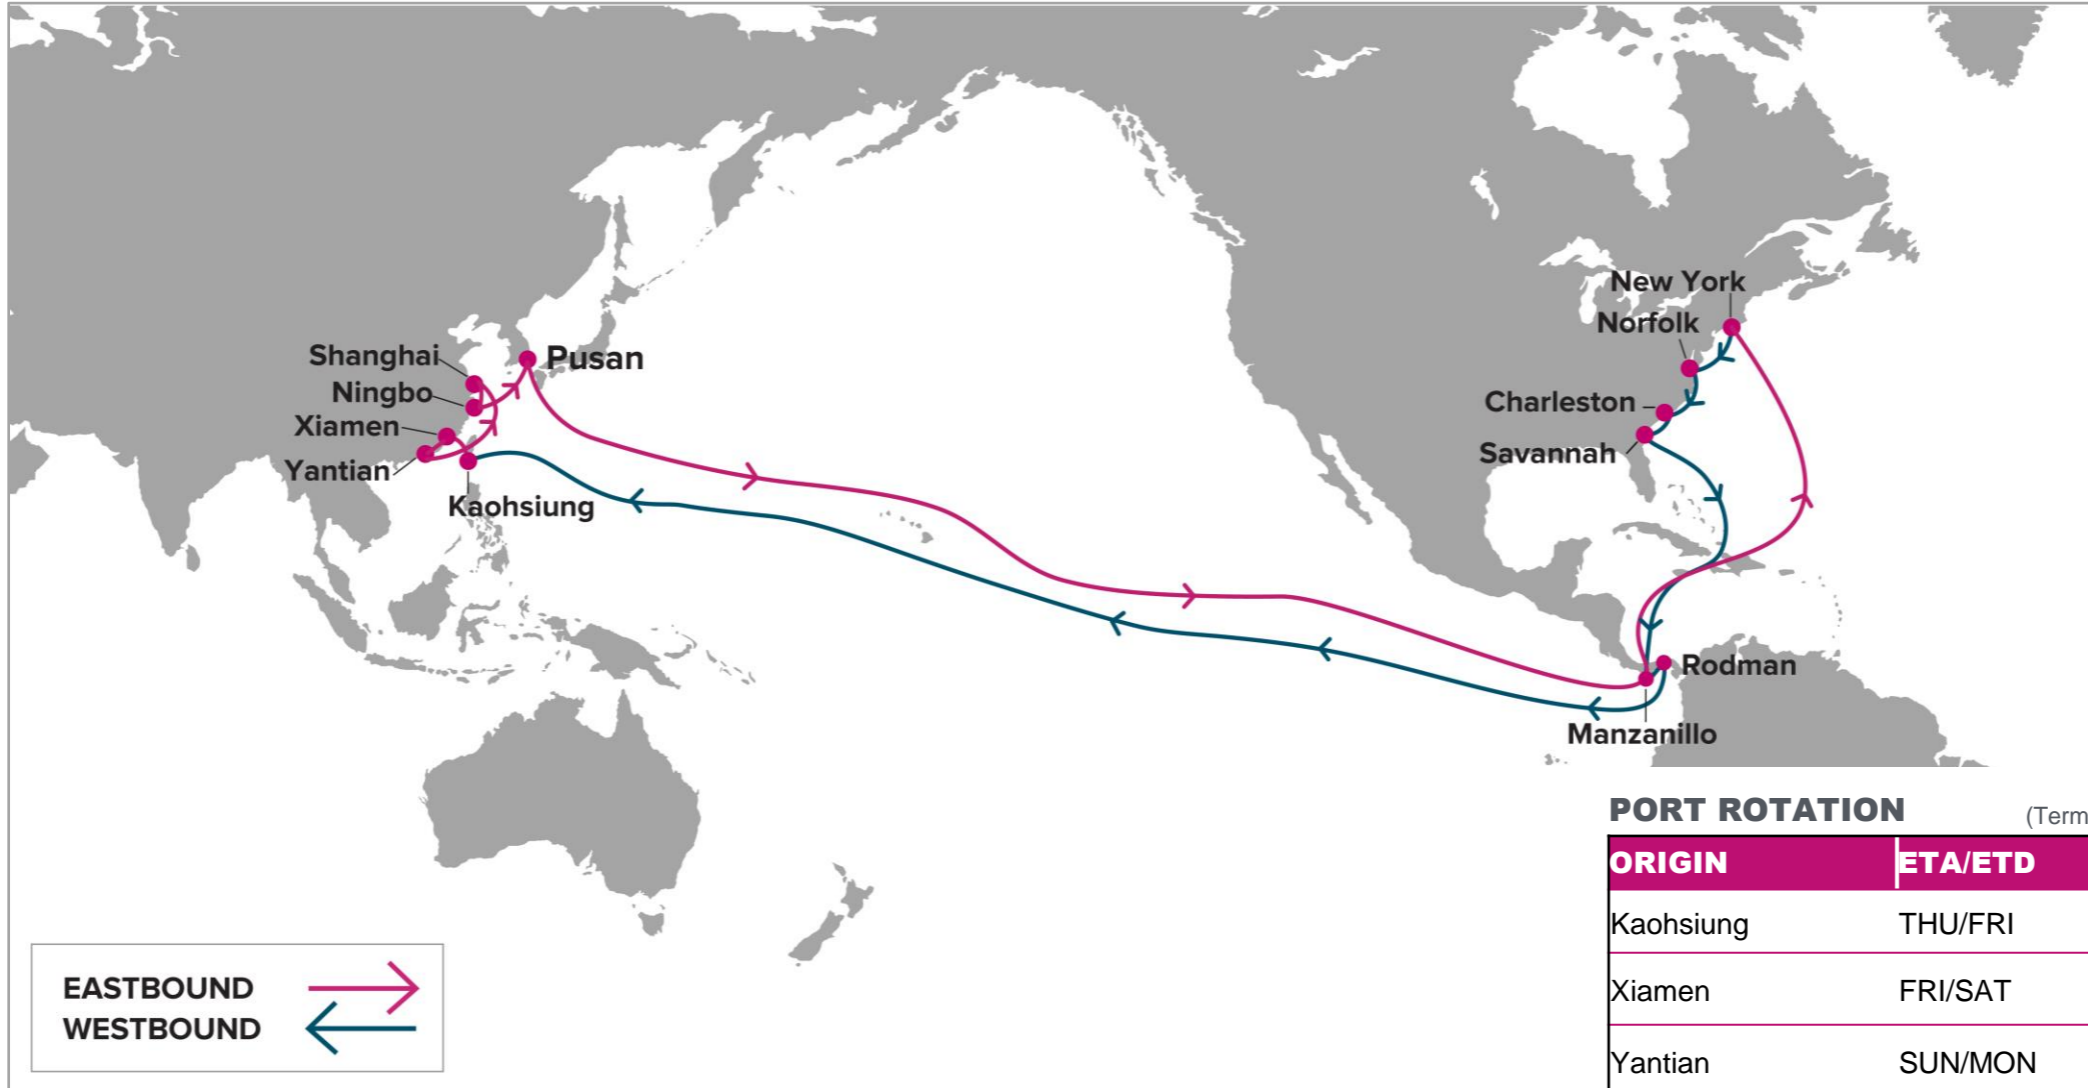 New York
Norfolk
Shanghai
Pusan
Ningbo
Charleston
Xiamen
Savannah
Yantian
Kaohsiung
Rodman
Manzanillo
PORT ROTATION (Term
ORIGIN ETA/ETD
Kaohsiung THU/FRI
Xiamen FRI/SAT
Yantian SUN/MON
EASTBOUND
WESTBOUND